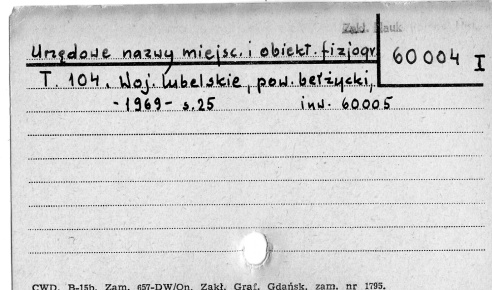 Zakł. Nauk
Urzędowe nazwy miejsc. i obiekt. fizjogr.
60004 I
T. 104. Woj. lubelskie, pow. bełżycki,
-1969- s. 25 inw. 60005
CWD, B-15b, Zam. 657-DW/On. Zakł. Graf. Gdańsk, zam. nr 1795.